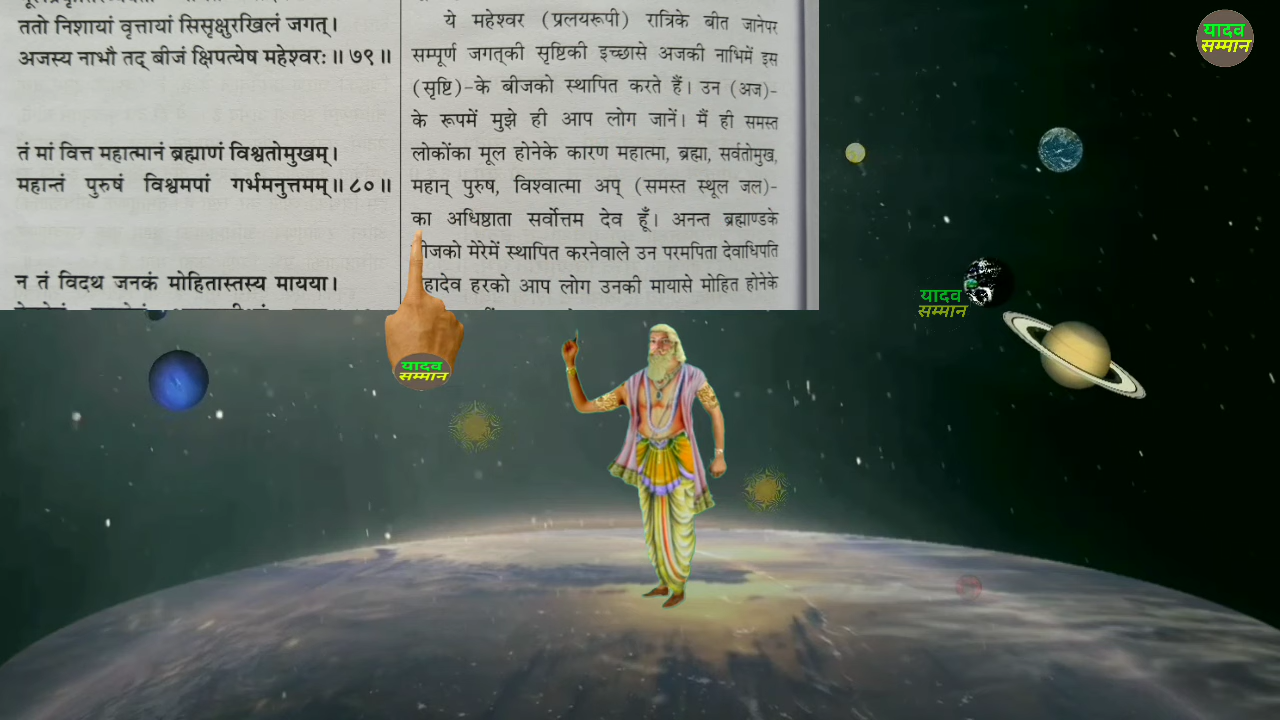 ततो निशायां वृत्तायां सिसृक्षुरखिलं जगत्।
अजस्य नाभौ तद् बीजं क्षिपत्येष महेश्वरः॥ ७९॥
तं मां वित्त महात्मानं ब्रह्माणं विश्वतोमुखम्।
महान्तं पुरुषं विश्वमपां गर्भमनुत्तमम्॥ ८०॥
न तं विदथ जनकं मोहितास्तस्य मायया।
ये महेश्वर (प्रलयरूपी) रात्रिके बीत जानेपर
सम्पूर्ण जगत्‌की सृष्टिकी इच्छासे अजकी नाभिमें इस
(सृष्टि)-के बीजको स्थापित करते हैं। उन (अज)-
के रूपमें मुझे ही आप लोग जानें। मैं ही समस्त
लोकोंका मूल होनेके कारण महात्मा, ब्रह्मा, सर्वतोमुख,
महान् पुरुष, विश्वात्मा अप् (समस्त स्थूल जल)-
का अधिष्ठाता सर्वोत्तम देव हूँ। अनन्त ब्रह्माण्डके
मेरेमें स्थापित करनेवाले उन परमपिता देवाधिपति
हरको आप लोग उनकी मायासे मोहित होनेके
यादव
सम्मान
यादव
सम्मान
यादव
सम्मान